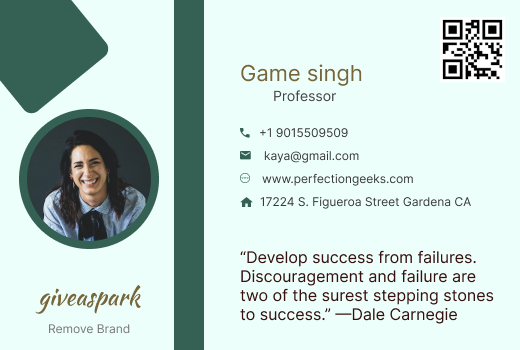 Game singh
Professor
+1 9015509509
kaya@gmail.com
www.perfectiongeeks.com
17224 S. Figueroa Street Gardena CA
“Develop success from failures.
Discouragement and failure are
two of the surest stepping stones
to success.” —Dale Carnegie
giveaspark
Remove Brand